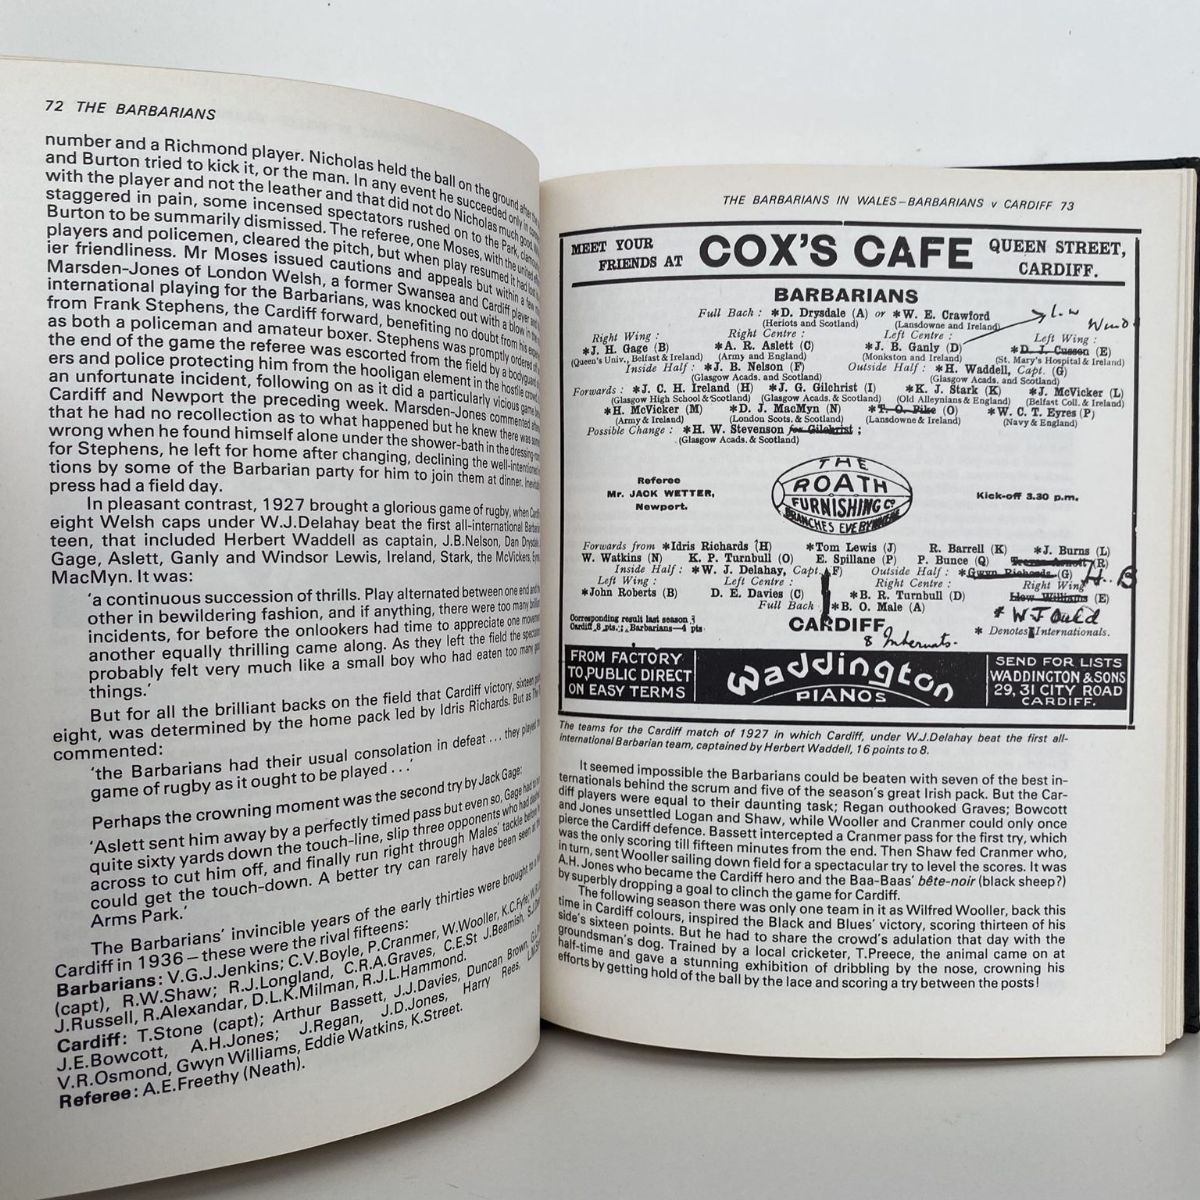 72 THE BARBARIANS
number and a Richmond player. Nicholas held the ball on the ground after the
and Burton tried to kick it, or the man. In any event he succeeded only in
with the player and not the leather and that did not do Nicholas much good.
staggered in pain, some incensed spectators rushed on to the Park,
Burton to be summarily dismissed. The referee, one Moses, with the
players and policemen, cleared the pitch, but when play resumed it had
ier friendliness. Mr Moses issued cautions and appeals but within a few
Marsden-Jones of London Welsh, a former Swansea and Cardiff player and
international playing for the Barbarians, was knocked out with a blow in the
from Frank Stephens, the Cardiff forward, benefiting no doubt from his
as both a policeman and amateur boxer. Stephens was promptly ordered
the end of the game the referee was escorted from the field by a bodyguard
ers and police protecting him from the hooligan element in the hostile crowd
an unfortunate incident, following on as it did a particularly vicious game
Cardiff and Newport the preceding week. Marsden-Jones commented
that he had no recollection as to what happened but he knew there was
wrong when he found himself alone under the shower-bath in the dressing-
for Stephens, he left for home after changing, declining the well-intentioned
tions by some of the Barbarian party for him to join them at dinner.
press had a field day.
In pleasant contrast, 1927 brought a glorious game of rugby, when
eight Welsh caps under W.J.Delahay beat the first all-international
teen, that included Herbert Waddell as captain, J.B.Nelson, Dan
Gage, Aslett, Ganly and Windsor Lewis, Ireland, Stark, the McVickers,
MacMyn. It was:
'a continuous succession of thrills. Play alternated between one end and the
other in bewildering fashion, and if anything, there were too many brilliant
incidents, for before the onlookers had time to appreciate one movement
another equally thrilling came along. As they left the field the
probably felt very much like a small boy who had eaten too many good
things.'
But for all the brilliant backs on the field that Cardiff victory, sixteen
eight, was determined by the home pack led by Idris Richards. But as The
commented:
'the Barbarians had their usual consolation in defeat ... they played the
game of rugby as it ought to be played ...'
Perhaps the crowning moment was the second try by Jack Gage:
'Aslett sent him away by a perfectly timed pass but even so, Gage had to
quite sixty yards down the touch-line, slip three opponents who had
across to cut him off, and finally run right through Males' tackle before
could get the touch-down. A better try can rarely have been seen at the
Arms Park.'
The Barbarians' invincible years of the early thirties were brought to
Cardiff in 1936 – these were the rival fifteens:
Barbarians: V.G.J.Jenkins; C.V.Boyle, P.Cranmer, W.Wooller, K.C.Fyfe;
(capt), R.W.Shaw; R.J.Longland, C.R.A.Graves, C.E.St J.Beamish,
J.Russell, R.Alexandar, D.L.K.Milman, R.J.L.Hammond.
Cardiff: T.Stone (capt); Arthur Bassett, J.J.Davies, Duncan Brown,
J.E.Bowcott, A.H.Jones; J.Regan, J.D.Jones, Harry Rees,
V.R.Osmond, Gwyn Williams, Eddie Watkins, K.Street.
Referee: A.E.Freethy (Neath).
THE BARBARIANS IN WALES–BARBARIANS v CARDIFF 73
MEET YOUR FRIENDS AT COX'S CAFE QUEEN STREET, CARDIFF.
BARBARIANS
Full Back : *D. Drysdale (A) or *W. E. Crawford
(Heriots and Scotland) (Lansdowne and Ireland)
Right Wing : Right Centre : Left Centre : Left Wing :
*J. H. Gage (B) *A. R. Aslett (C) *J. B. Ganly (D) *D. J. Cussen (E)
(Queen's Univ., Belfast & Ireland) (Army and England) (Monkston and Ireland) (St. Mary's Hospital & Ireland)
Inside Half : *J. B. Nelson (F) Outside Half : *H. Waddell, Capt. (G)
(Glasgow Acads. and Scotland) (Glasgow Acads. and Scotland)
Forwards : *J. C. H. Ireland (H) *J. G. Gilchrist (I) *K. J. Stark (K) *J. McVicker (L)
(Glasgow High School & Scotland) (Glasgow Acads. & Scotland) (Old Alleynians & England) (Belfast Coll. & Ireland)
*H. McVicker (M) *D. J. MacMyn (N) *T. O. Pike (O) *W. C. T. Eyres (P)
(Army & Ireland) (London Scots. & Scotland) (Lansdowne & Ireland) (Navy & England)
Possible Change : *H. W. Stevenson for Gilchrist ;
(Glasgow Acads. & Scotland)
Referee
Mr. JACK WETTER,
Newport.
THE
ROATH
FURNISHING Co
BRANCHES EVERYWHERE
Kick-off 3.30 p.m.
Forwards from *Idris Richards (H) *Tom Lewis (J) R. Barrell (K) *J. Burns (L)
W. Watkins (N) K. P. Turnbull (O) E. Spillane (P) P. Bunce (Q) (R)
Inside Half : *W. J. Delahay, Capt. F) Outside Half : *Gwyn Richards (G) H. B
Left Wing : Left Centre : Right Centre : Right Wing
*John Roberts (B) D. E. Davies (C) *B. R. Turnbull (D) Williams (E)
Full Back *B. O. Male (A) * W J Ould
Corresponding result last season :
Cardiff, 8 pts.; Barbarians—4 pts
CARDIFF
8 Internats.
* Denotes Internationals.
FROM FACTORY
TO PUBLIC DIRECT
ON EASY TERMS
Waddington
PIANOS
SEND FOR LISTS
WADDINGTON & SONS
29, 31 CITY ROAD
CARDIFF.
The teams for the Cardiff match of 1927 in which Cardiff, under W.J.Delahay beat the first all-
international Barbarian team, captained by Herbert Waddell, 16 points to 8.
It seemed impossible the Barbarians could be beaten with seven of the best in-
ternationals behind the scrum and five of the season's great Irish pack. But the Car-
diff players were equal to their daunting task; Regan outhooked Graves; Bowcott
and Jones unsettled Logan and Shaw, while Wooller and Cranmer could only once
pierce the Cardiff defence. Bassett intercepted a Cranmer pass for the first try, which
was the only scoring till fifteen minutes from the end. Then Shaw fed Cranmer who,
in turn, sent Wooller sailing down field for a spectacular try to level the scores. It was
A.H.Jones who became the Cardiff hero and the Baa-Baas' bête-noir (black sheep?)
by superbly dropping a goal to clinch the game for Cardiff.
The following season there was only one team in it as Wilfred Wooller, back this
time in Cardiff colours, inspired the Black and Blues' victory, scoring thirteen of his
side's sixteen points. But he had to share the crowd's adulation that day with the
groundsman's dog. Trained by a local cricketer, T.Preece, the animal came on at
half-time and gave a stunning exhibition of dribbling by the nose, crowning his
efforts by getting hold of the ball by the lace and scoring a try between the posts!